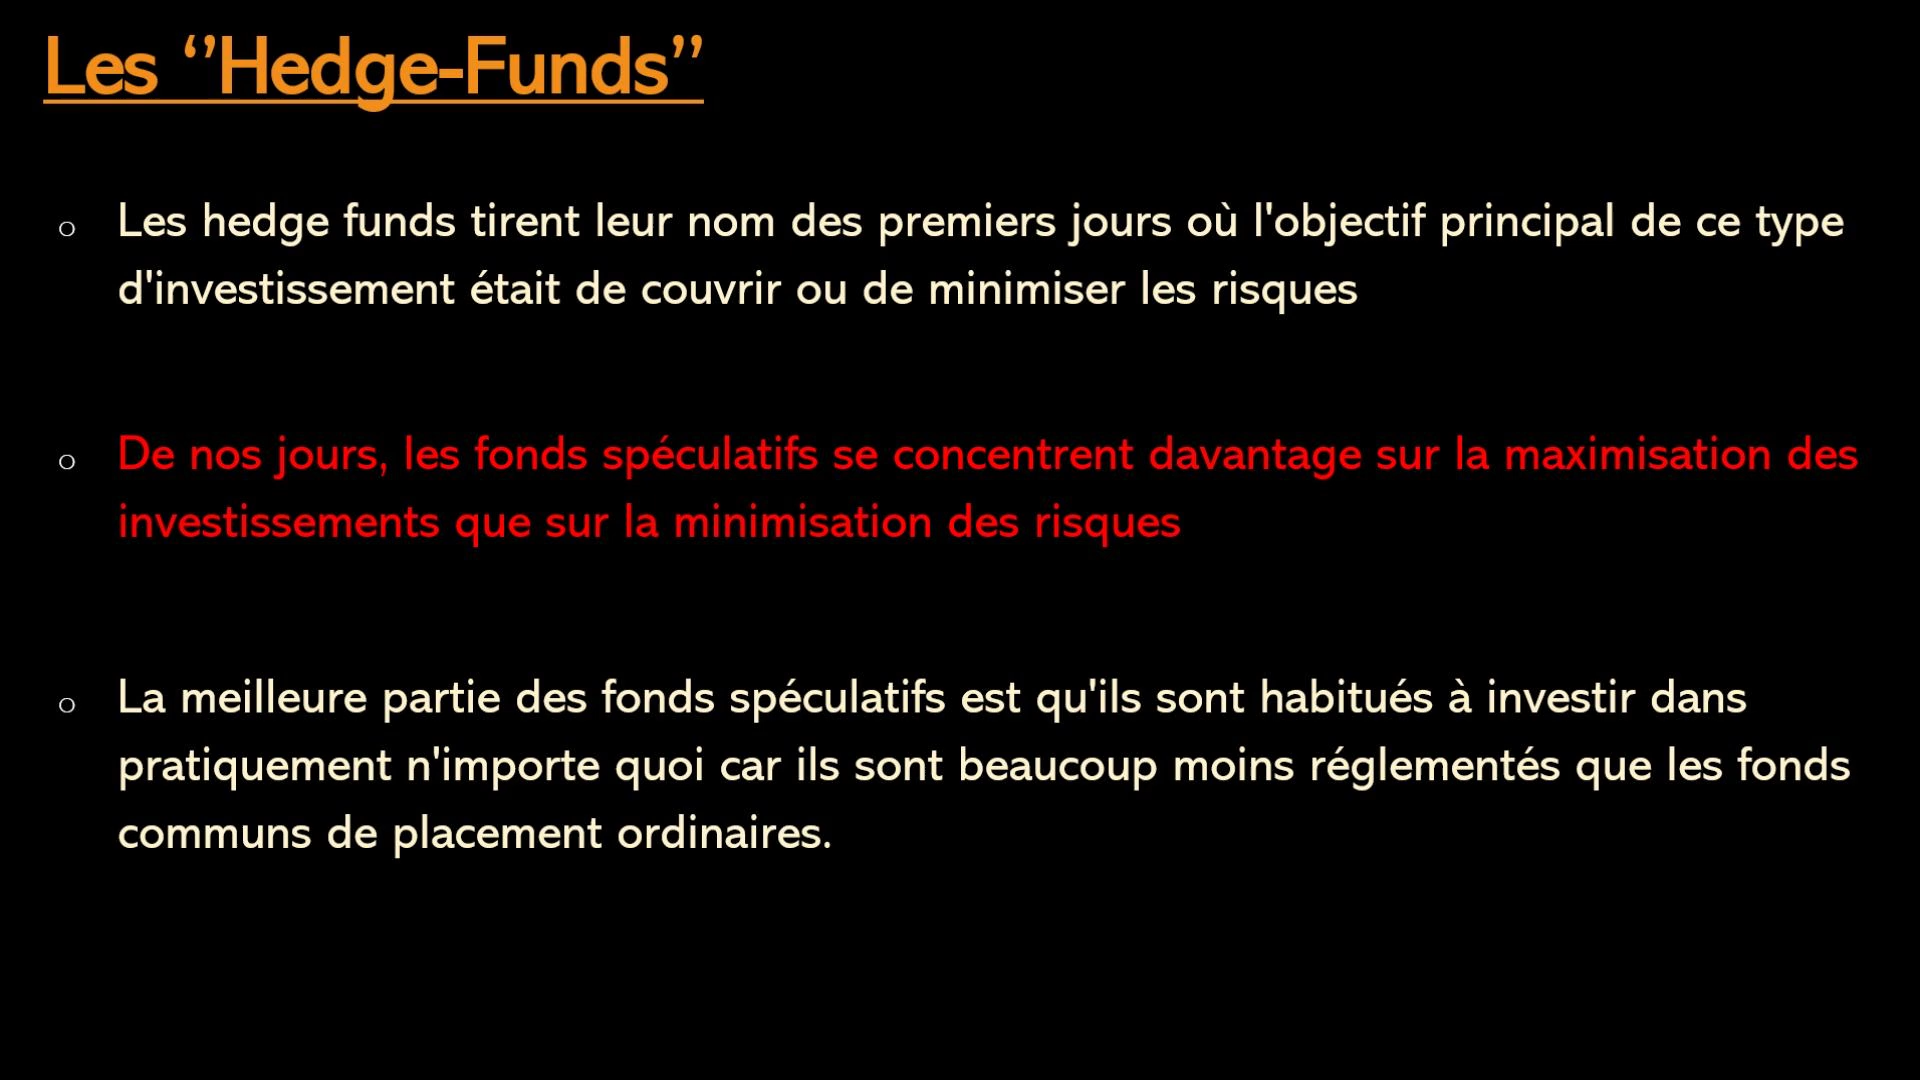 Les ‘’Hedge-Funds’’
o Les hedge funds tirent leur nom des premiers jours où l'objectif principal de ce type
d'investissement était de couvrir ou de minimiser les risques
o De nos jours, les fonds spéculatifs se concentrent davantage sur la maximisation des
investissements que sur la minimisation des risques
o La meilleure partie des fonds spéculatifs est qu'ils sont habitués à investir dans
pratiquement n'importe quoi car ils sont beaucoup moins réglementés que les fonds
communs de placement ordinaires.